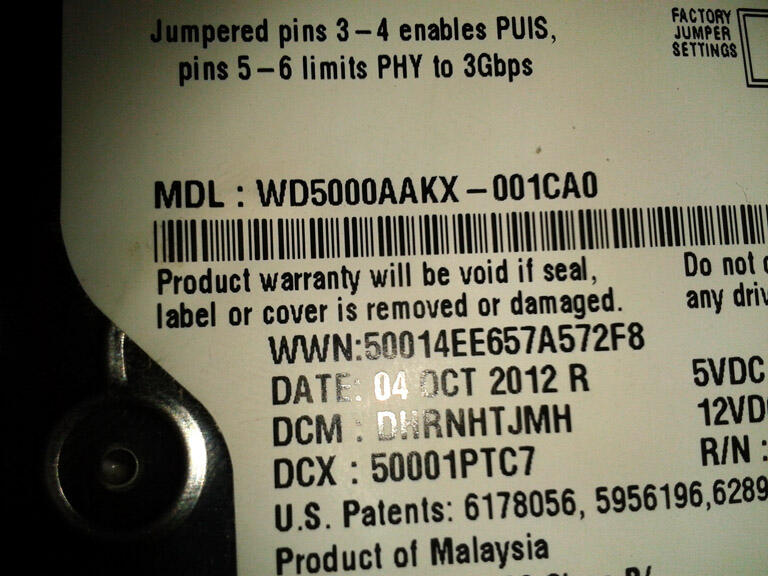 Jumpered pins 3-4 enables PUIS,
pins 5-6 limits PHY to 3Gbps
FACTORY
JUMPER
SETTINGS
MDL : WD5000AAKX-001CA0
Product warranty will be void if seal,
label or cover is removed or damaged.
Do not
any
WWN:50014EE657A572F8
DATE: 04 OCT 2012 R
DCM : DHRNHTJMH
DCX : 50001PTC7
5VDC
R/N :
U.S. Patents: 6178056, 5956196,6289
Product of Malaysia